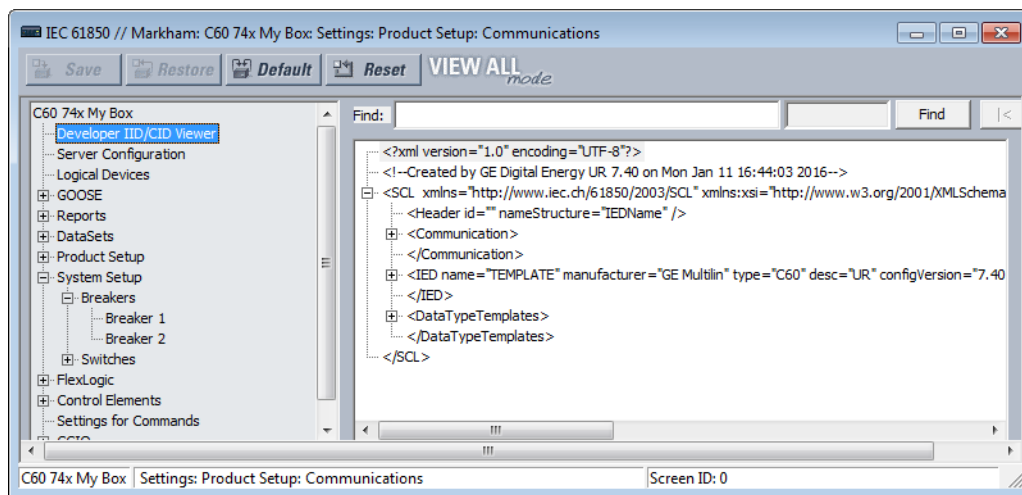 IEC 61850 // Markham: C60 74x My Box: Settings: Product Setup: Communications
Save Restore Default Reset VIEW ALL mode
C60 74x My Box
Developer IID/CID Viewer
Server Configuration
Logical Devices
GOOSE
Reports
DataSets
Product Setup
System Setup
Breakers
Breaker 1
Breaker 2
Switches
FlexLogic
Control Elements
Settings for Commands
Find: Find |<
<?xml version="1.0" encoding="UTF-8"?>
<!--Created by GE Digital Energy UR 7.40 on Mon Jan 11 16:44:03 2016-->
<SCL xmlns="http://www.iec.ch/61850/2003/SCL" xmlns:xsi="http://www.w3.org/2001/XMLSchema
<Header id="" nameStructure="IEDName" />
<Communication>
</Communication>
<IED name="TEMPLATE" manufacturer="GE Multilin" type="C60" desc="UR" configVersion="7.40
</IED>
<DataTypeTemplates>
</DataTypeTemplates>
</SCL>
C60 74x My Box Settings: Product Setup: Communications Screen ID: 0